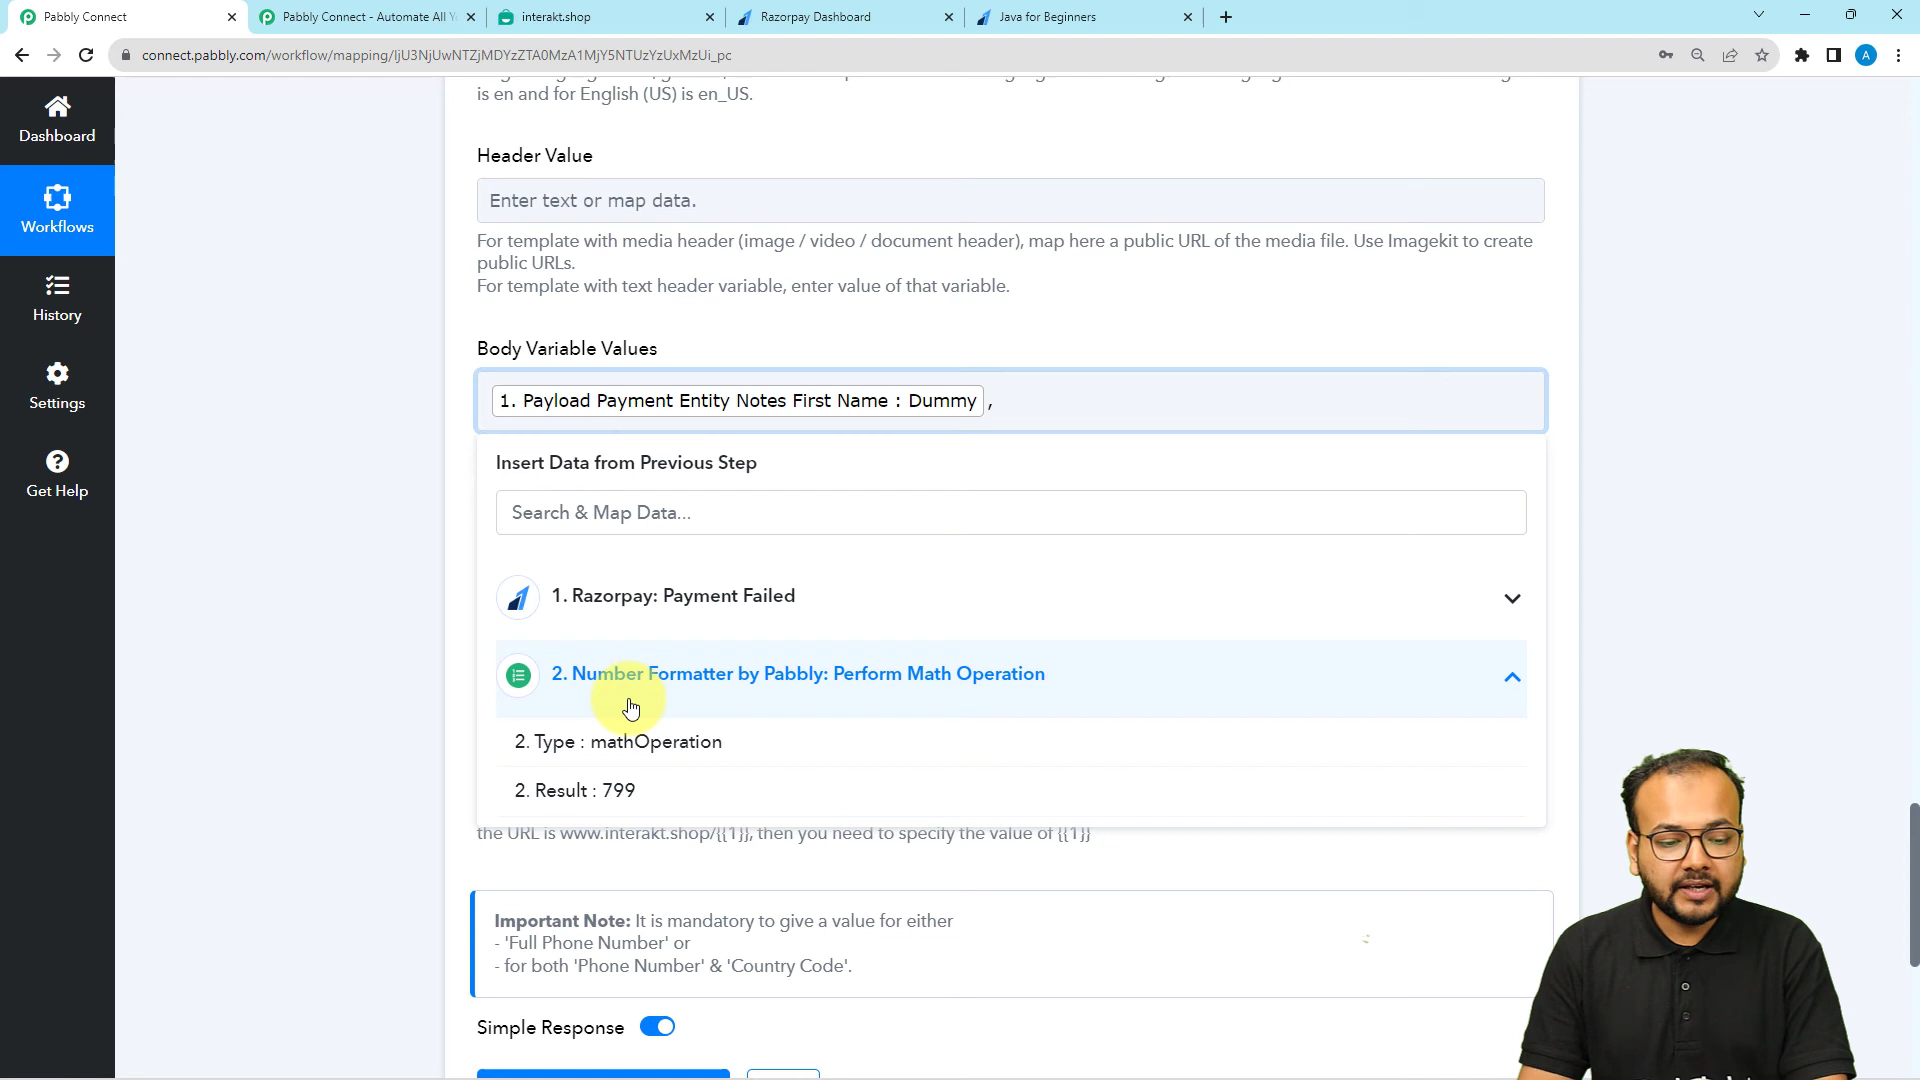 Pabbly Connect
Pabbly Connect - Automate All Y
interakt.shop
Razorpay Dashboard
Java for Beginners
connect.pabbly.com/workflow/mapping/IjU3NjUwNTZjMDYzZTA0MzA1MjY5NTUzYzUxMzUi_pc
A
Dashboard
Workflows
History
Settings
Get Help
is en and for English (US) is en_US.
Header Value
Enter text or map data.
For template with media header (image / video / document header), map here a public URL of the media file. Use Imagekit to create
public URLs.
For template with text header variable, enter value of that variable.
Body Variable Values
1. Payload Payment Entity Notes First Name : Dummy ,
Insert Data from Previous Step
Search & Map Data...
1. Razorpay: Payment Failed
2. Number Formatter by Pabbly: Perform Math Operation
2. Type : mathOperation
2. Result : 799
the URL is www.interakt.shop/{{1}}, then you need to specify the value of {{1}}
Important Note: It is mandatory to give a value for either
- 'Full Phone Number' or
- for both 'Phone Number' & 'Country Code'.
Simple Response